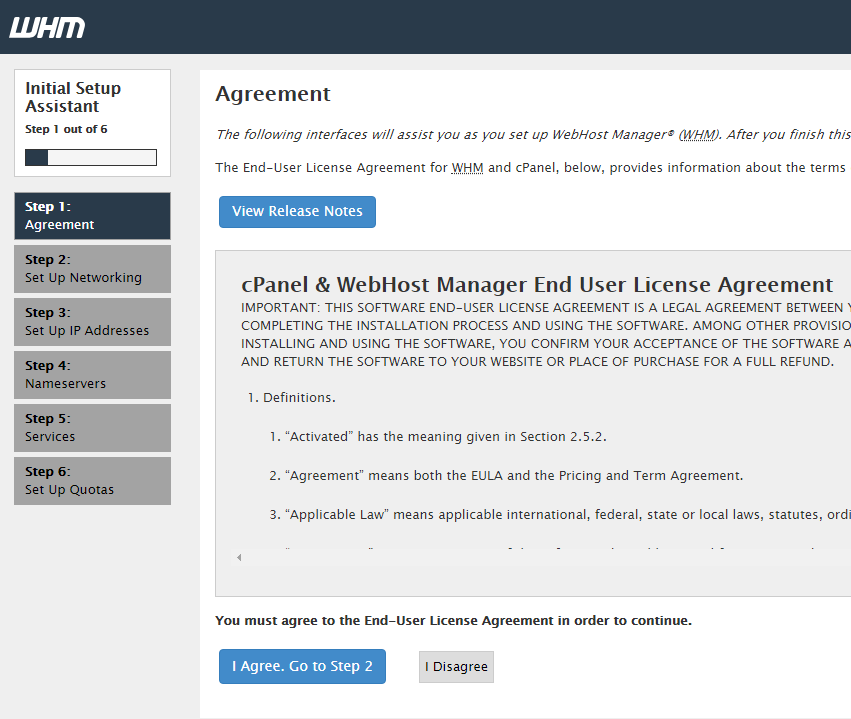 WHM
Initial Setup
Assistant
Step 1 out of 6
Step 1:
Agreement
Step 2:
Set Up Networking
Step 3:
Set Up IP Addresses
Step 4:
Nameservers
Step 5:
Services
Step 6:
Set Up Quotas
Agreement
The following interfaces will assist you as you set up WebHost Manager® (WHM). After you finish this
The End-User License Agreement for WHM and cPanel, below, provides information about the terms
View Release Notes
cPanel & WebHost Manager End User License Agreement
IMPORTANT: THIS SOFTWARE END-USER LICENSE AGREEMENT IS A LEGAL AGREEMENT BETWEEN
COMPLETING THE INSTALLATION PROCESS AND USING THE SOFTWARE. AMONG OTHER PROVISIO
INSTALLING AND USING THE SOFTWARE, YOU CONFIRM YOUR ACCEPTANCE OF THE SOFTWARE A
AND RETURN THE SOFTWARE TO YOUR WEBSITE OR PLACE OF PURCHASE FOR A FULL REFUND.
1. Definitions.
1. “Activated” has the meaning given in Section 2.5.2.
2. “Agreement” means both the EULA and the Pricing and Term Agreement.
3. “Applicable Law” means applicable international, federal, state or local laws, statutes, ordi
You must agree to the End-User License Agreement in order to continue.
I Agree. Go to Step 2
I Disagree